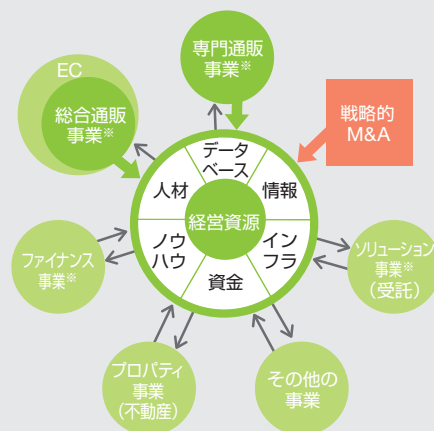 専門通販
事業※
EC
総合通販
事業※
戦略的
M&A
データ
ベース
人材
情報
経営資源
ノウ
ハウ
イン
フラ
資金
ファイナンス
事業※
ソリューション
事業※
(受託)
プロパティ
事業
(不動産)
その他の
事業